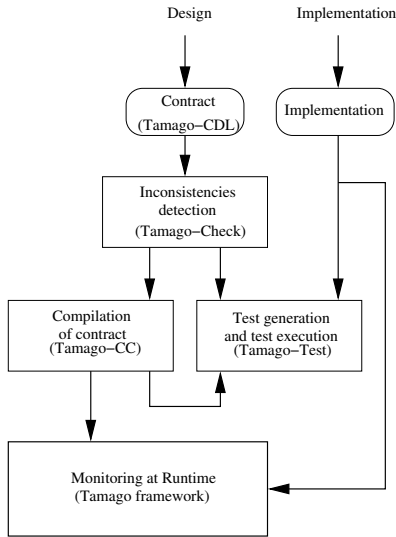 Design
Implementation
Contract
(Tamago−CDL)
Implementation
Inconsistencies
detection
(Tamago−Check)
Compilation
of contract
(Tamago−CC)
Test generation
and test execution
(Tamago−Test)
Monitoring at Runtime
(Tamago framework)